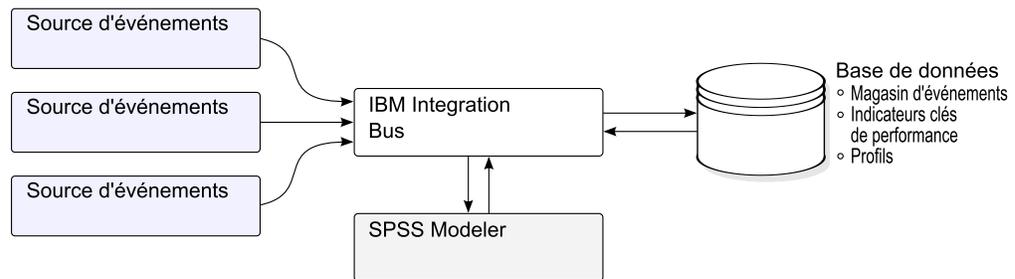 Source d'événements
Source d'événements
Source d'événements
IBM Integration
Bus
SPSS Modeler
Base de données
Magasin d'événements
Indicateurs clés
de performance
Profils